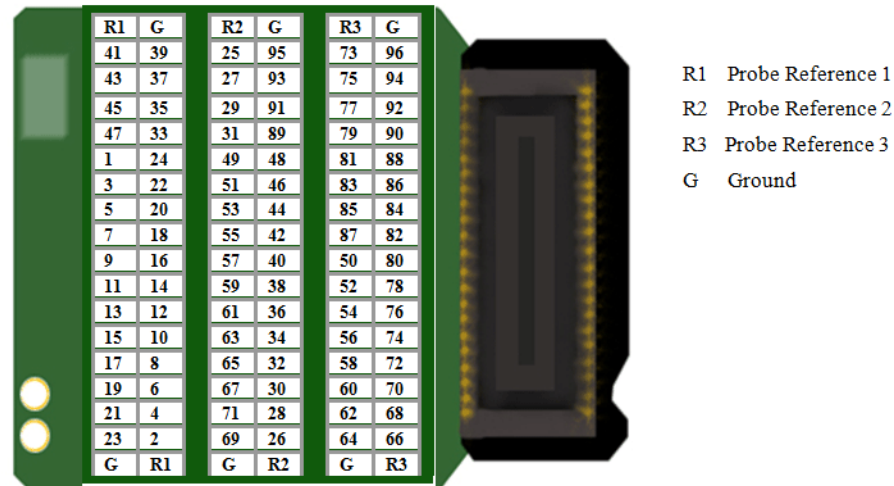 R1 G R2 G R3 G
41 39 25 95 73 96
43 37 27 93 75 94
45 35 29 91 77 92
47 33 31 89 79 90
1 24 49 48 81 88
3 22 51 46 83 86
5 20 53 44 85 84
7 18 55 42 87 82
9 16 57 40 50 80
11 14 59 38 52 78
13 12 61 36 54 76
15 10 63 34 56 74
17 8 65 32 58 72
19 6 67 30 60 70
21 4 71 28 62 68
23 2 69 26 64 66
G R1 G R2 G R3
R1 Probe Reference 1
R2 Probe Reference 2
R3 Probe Reference 3
G Ground